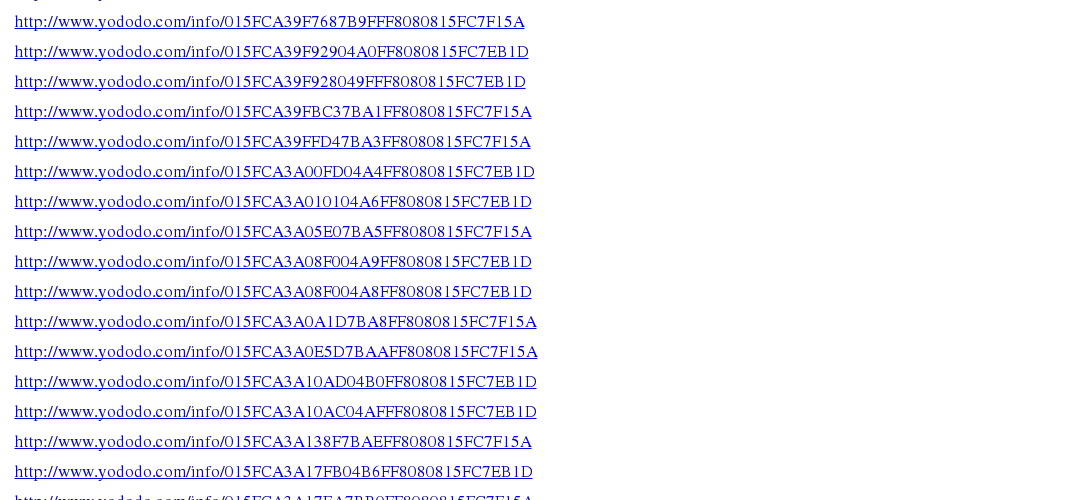 http://www.yododo.com/info/015FCA39F7687B9FFF8080815FC7F15A
http://www.yododo.com/info/015FCA39F92904A0FF8080815FC7EB1D
http://www.yododo.com/info/015FCA39F928049FFF8080815FC7EB1D
http://www.yododo.com/info/015FCA39FBC37BA1FF8080815FC7F15A
http://www.yododo.com/info/015FCA39FFD47BA3FF8080815FC7F15A
http://www.yododo.com/info/015FCA3A00FD04A4FF8080815FC7EB1D
http://www.yododo.com/info/015FCA3A010104A6FF8080815FC7EB1D
http://www.yododo.com/info/015FCA3A05E07BA5FF8080815FC7F15A
http://www.yododo.com/info/015FCA3A08F004A9FF8080815FC7EB1D
http://www.yododo.com/info/015FCA3A08F004A8FF8080815FC7EB1D
http://www.yododo.com/info/015FCA3A0A1D7BA8FF8080815FC7F15A
http://www.yododo.com/info/015FCA3A0E5D7BAAFF8080815FC7F15A
http://www.yododo.com/info/015FCA3A10AD04B0FF8080815FC7EB1D
http://www.yododo.com/info/015FCA3A10AC04AFFF8080815FC7EB1D
http://www.yododo.com/info/015FCA3A138F7BAEFF8080815FC7F15A
http://www.yododo.com/info/015FCA3A17FB04B6FF8080815FC7EB1D